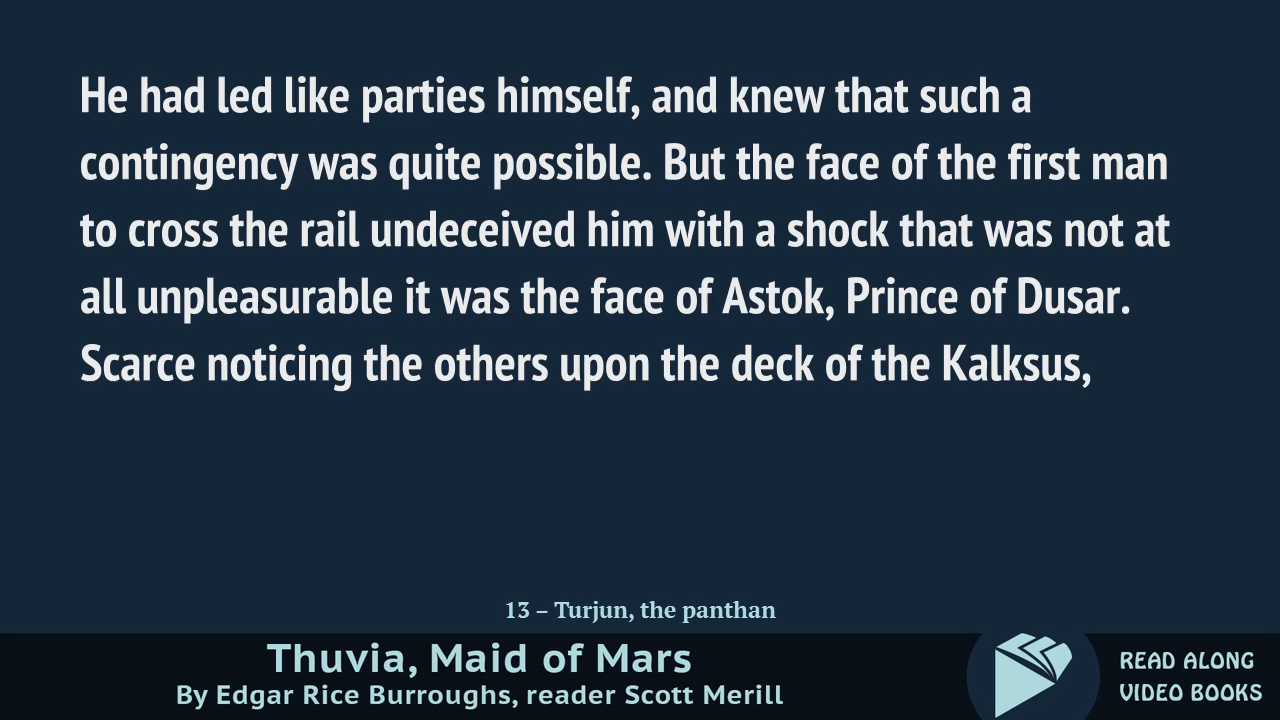 He had led like parties himself, and knew that such a
contingency was quite possible. But the face of the first man
to cross the rail undeceived him with a shock that was not at
all unpleasurable it was the face of Astok, Prince of Dusar.
Scarce noticing the others upon the deck of the Kalksus,
13 – Turjun, the panthan
Thuvia, Maid of Mars
By Edgar Rice Burroughs, reader Scott Merill
READ ALONG
VIDEO BOOKS